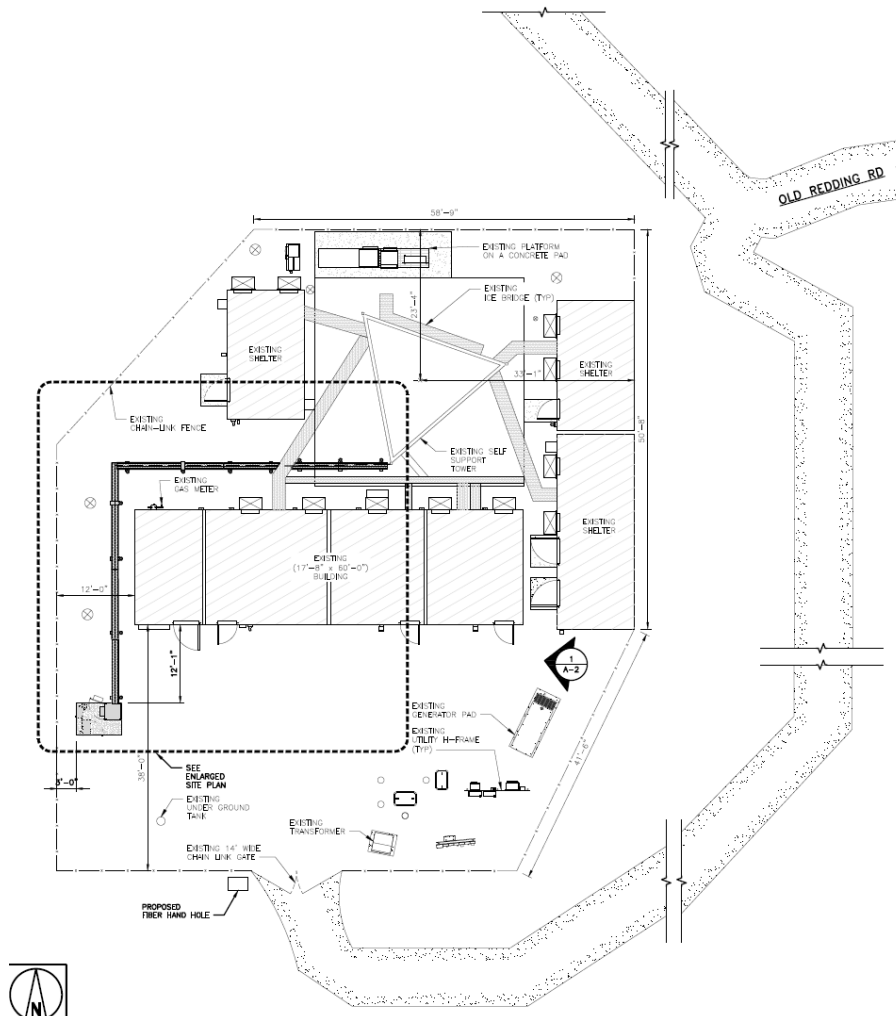 OLD REDDING RD
58'-9"
EXISTING PLATFORM
ON A CONCRETE PAD
EXISTING
ICE BRIDGE (TYP)
23'-4"
EXISTING
SHELTER
33'-1"
EXISTING
SHELTER
50'-8"
EXISTING
CHAIN-LINK FENCE
EXISTING SELF
SUPPORT
TOWER
EXISTING
GAS METER
EXISTING
SHELTER
EXISTING
(17'-8" x 60'-0")
BUILDING
12'-0"
12'-1"
1
A-2
EXISTING
GENERATOR PAD
EXISTING
UTILITY H-FRAME
(TYP)
41'-6"
38'-0"
SEE
ENLARGED
SITE PLAN
3'-0"
EXISTING
UNDER GROUND
TANK
EXISTING
TRANSFORMER
EXISTING 14' WIDE
CHAIN LINK GATE
PROPOSED
FIBER HAND HOLE
N